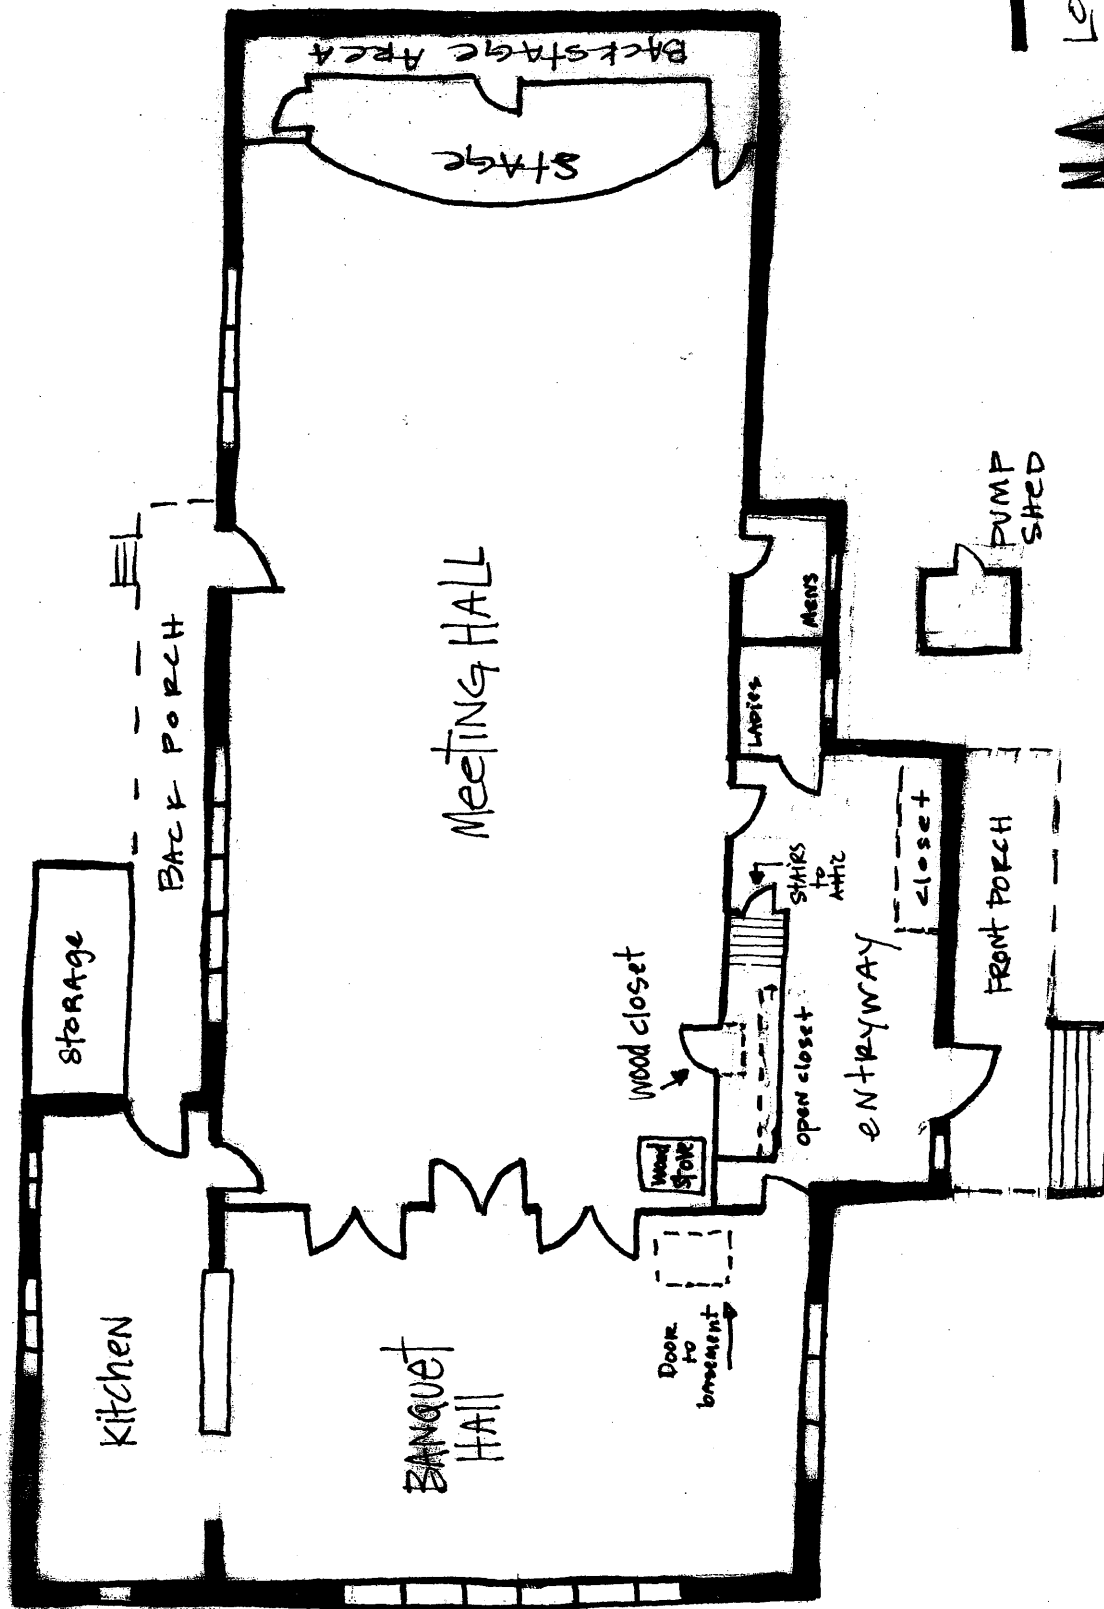 BACKSTAGE AREA
STAGE
Lo
N
PUMP
SHED
MEETING HALL
BACK PORCH
STORAGE
MENS
LADIES
STAIRS
to
Attic
closet
FRONT PORCH
ENTRYWAY
open closet
wood closet
Wood
Stove
Kitchen
BANQUET
HALL
DOOR
to
basement